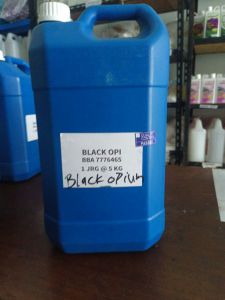 BLACK OPI
BBA 7776465
1 JRG @ 5 KG
Black opium